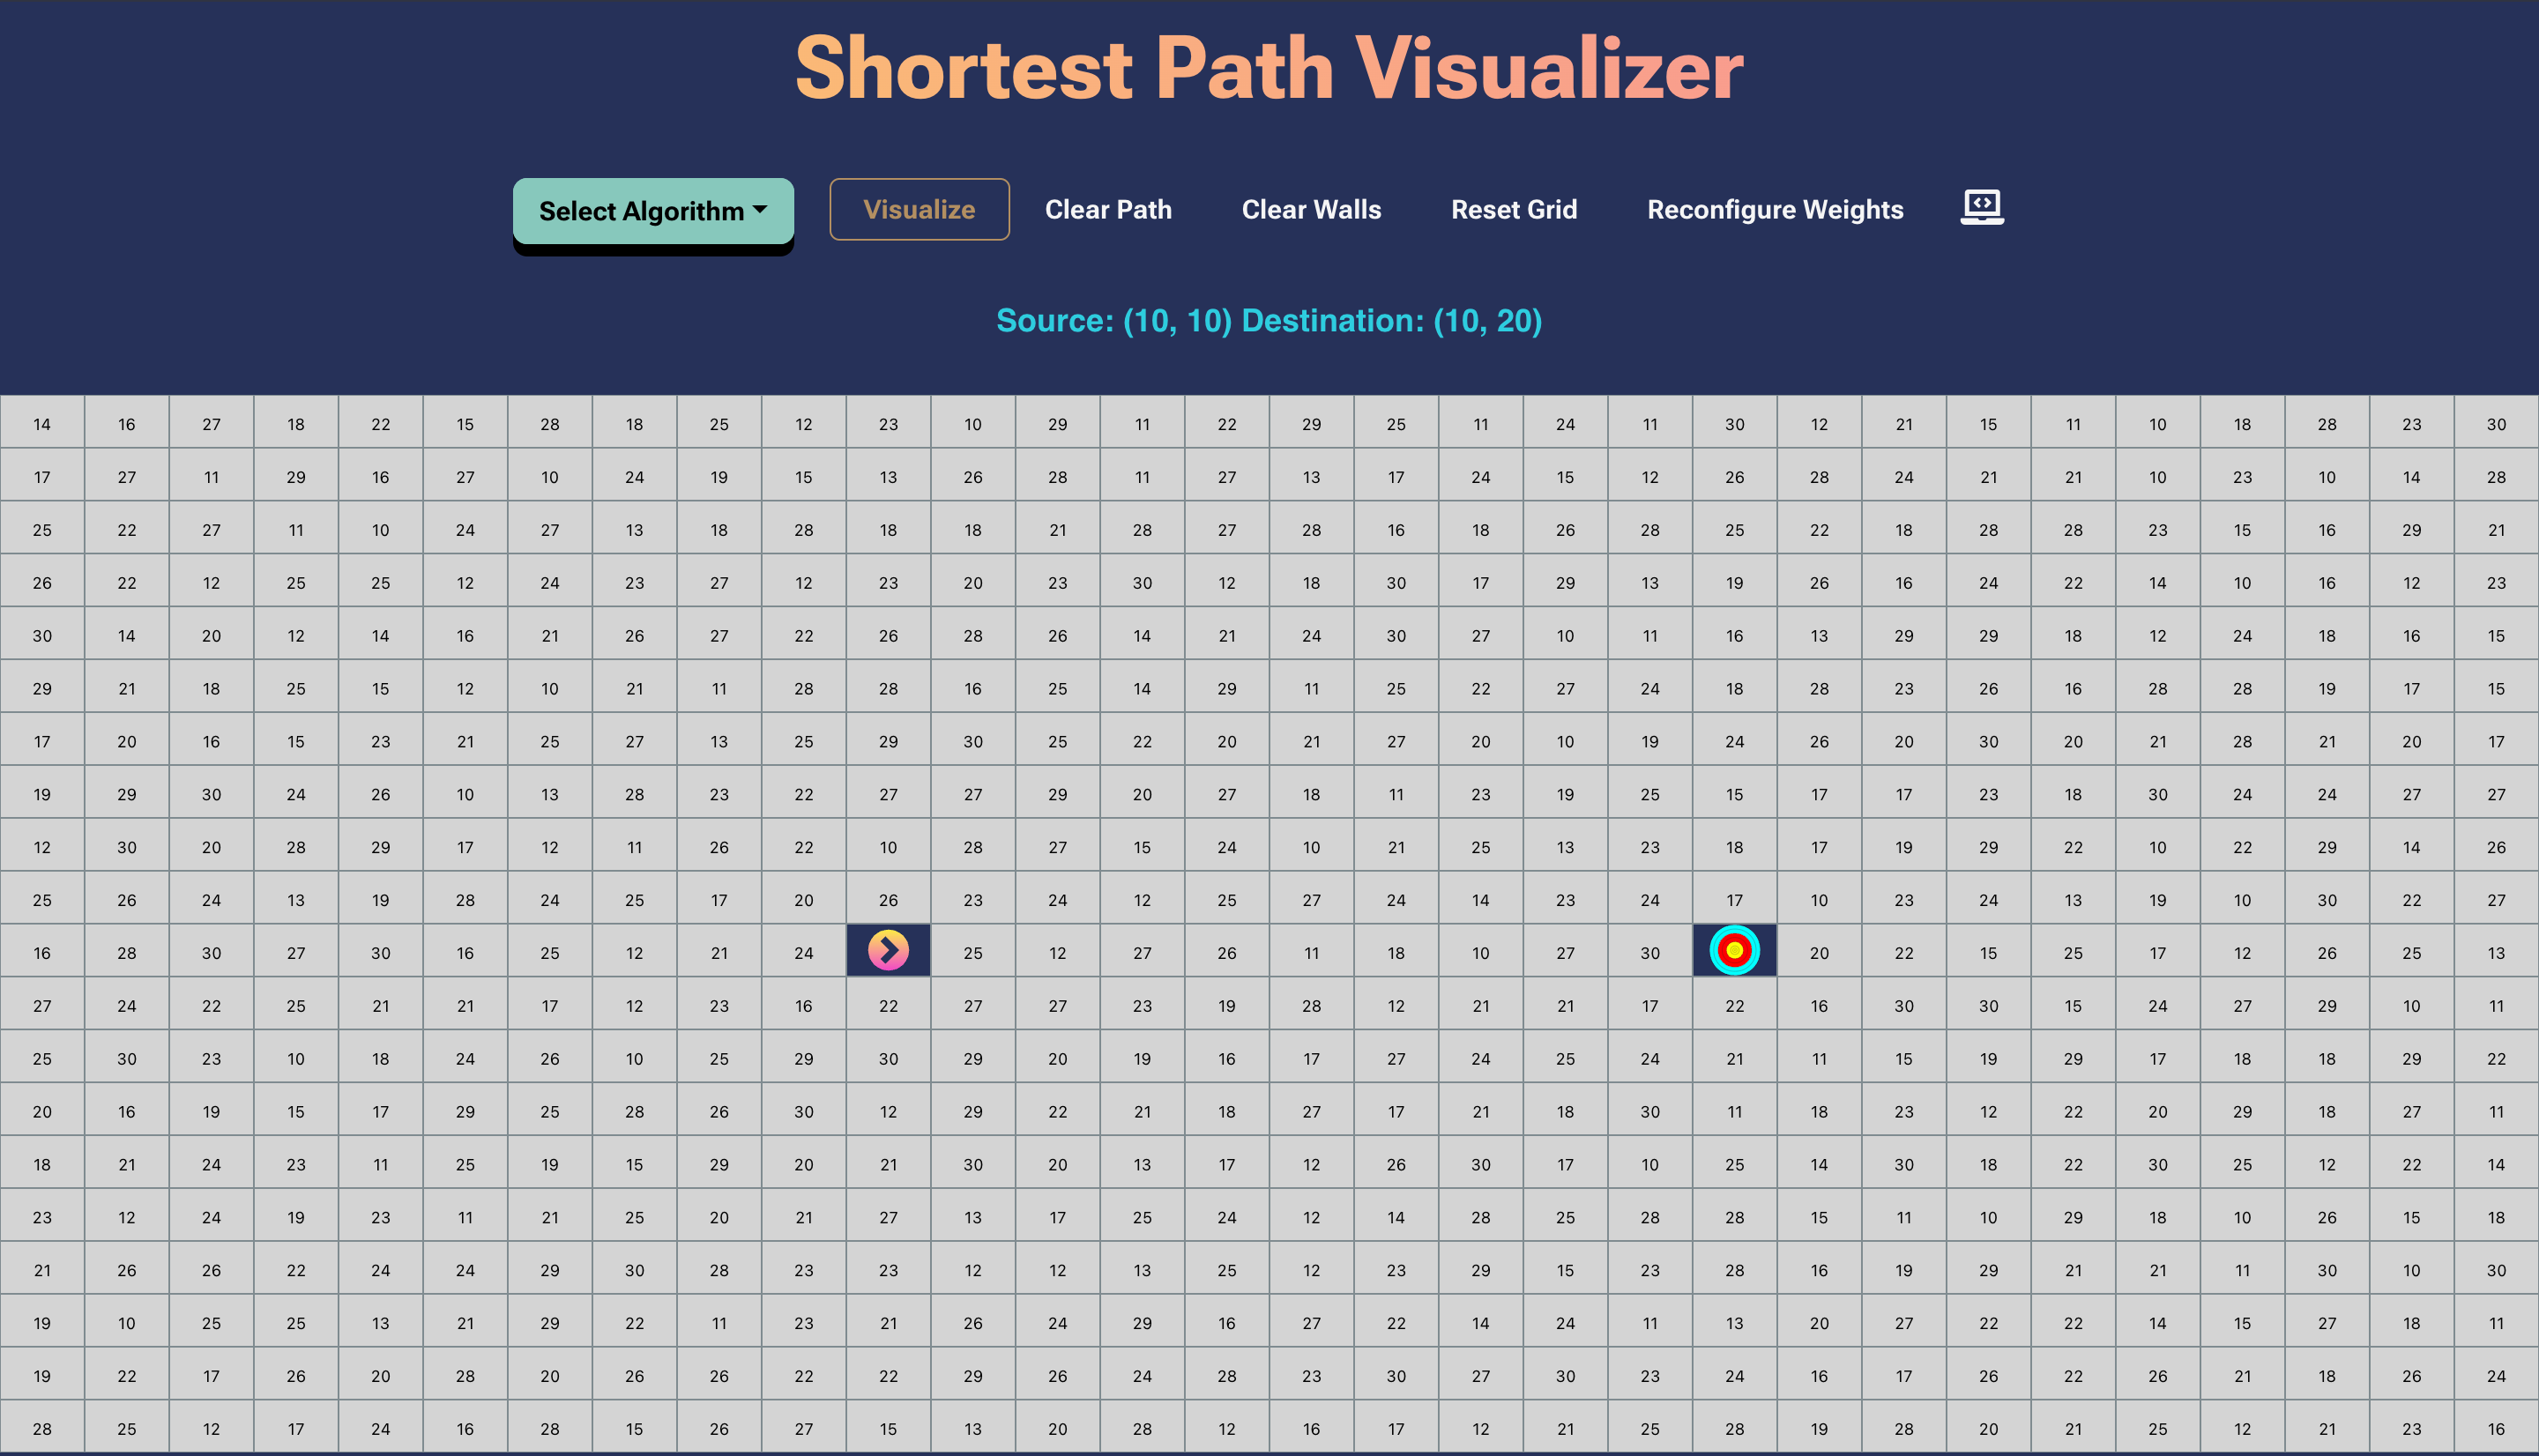 Shortest Path Visualizer
Select Algorithm Visualize Clear Path Clear Walls Reset Grid Reconfigure Weights
Source: (10, 10) Destination: (10, 20)
14 16 27 18 22 15 28 18 25 12 23 10 29 11 22 29 25 11 24 11 30 12 21 15 11 10 18 28 23 30
17 27 11 29 16 27 10 24 19 15 13 26 28 11 27 13 17 24 15 12 26 28 24 21 21 10 23 10 14 28
25 22 27 11 10 24 27 13 18 28 18 18 21 28 27 28 16 18 26 28 25 22 18 28 28 23 15 16 29 21
26 22 12 25 25 12 24 23 27 12 23 20 23 30 12 18 30 17 29 13 19 26 16 24 22 14 10 16 12 23
30 14 20 12 14 16 21 26 27 22 26 28 26 14 21 24 30 27 10 11 16 13 29 29 18 12 24 18 16 15
29 21 18 25 15 12 10 21 11 28 28 16 25 14 29 11 25 22 27 24 18 28 23 26 16 28 28 19 17 15
17 20 16 15 23 21 25 27 13 25 29 30 25 22 20 21 27 20 10 19 24 26 20 30 20 21 28 21 20 17
19 29 30 24 26 10 13 28 23 22 27 27 29 20 27 18 11 23 19 25 15 17 17 23 18 30 24 24 27 27
12 30 20 28 29 17 12 11 26 22 10 28 27 15 24 10 21 25 13 23 18 17 19 29 22 10 22 29 14 26
25 26 24 13 19 28 24 25 17 20 26 23 24 12 25 27 24 14 23 24 17 10 23 24 13 19 10 30 22 27
16 28 30 27 30 16 25 12 21 24 25 12 27 26 11 18 10 27 30 20 22 15 25 17 12 26 25 13
27 24 22 25 21 21 17 12 23 16 22 27 27 23 19 28 12 21 21 17 22 16 30 30 15 24 27 29 10 11
25 30 23 10 18 24 26 10 25 29 30 29 20 19 16 17 27 24 25 24 21 11 15 19 29 17 18 18 29 22
20 16 19 15 17 29 25 28 26 30 12 29 22 21 18 27 17 21 18 30 11 18 23 12 22 20 29 18 27 11
18 21 24 23 11 25 19 15 29 20 21 30 20 13 17 12 26 30 17 10 25 14 30 18 22 30 25 12 22 14
23 12 24 19 23 11 21 25 20 21 27 13 17 25 24 12 14 28 25 28 28 15 11 10 29 18 10 26 15 18
21 26 26 22 24 24 29 30 28 23 23 12 12 13 25 12 23 29 15 23 28 16 19 29 21 21 11 30 10 30
19 10 25 25 13 21 29 22 11 23 21 26 24 29 16 27 22 14 24 11 13 20 27 22 22 14 15 27 18 11
19 22 17 26 20 28 20 26 26 22 22 29 26 24 28 23 30 27 30 23 24 16 17 26 22 26 21 18 26 24
28 25 12 17 24 16 28 15 26 27 15 13 20 28 12 16 17 12 21 25 28 19 28 20 21 25 12 21 23 16